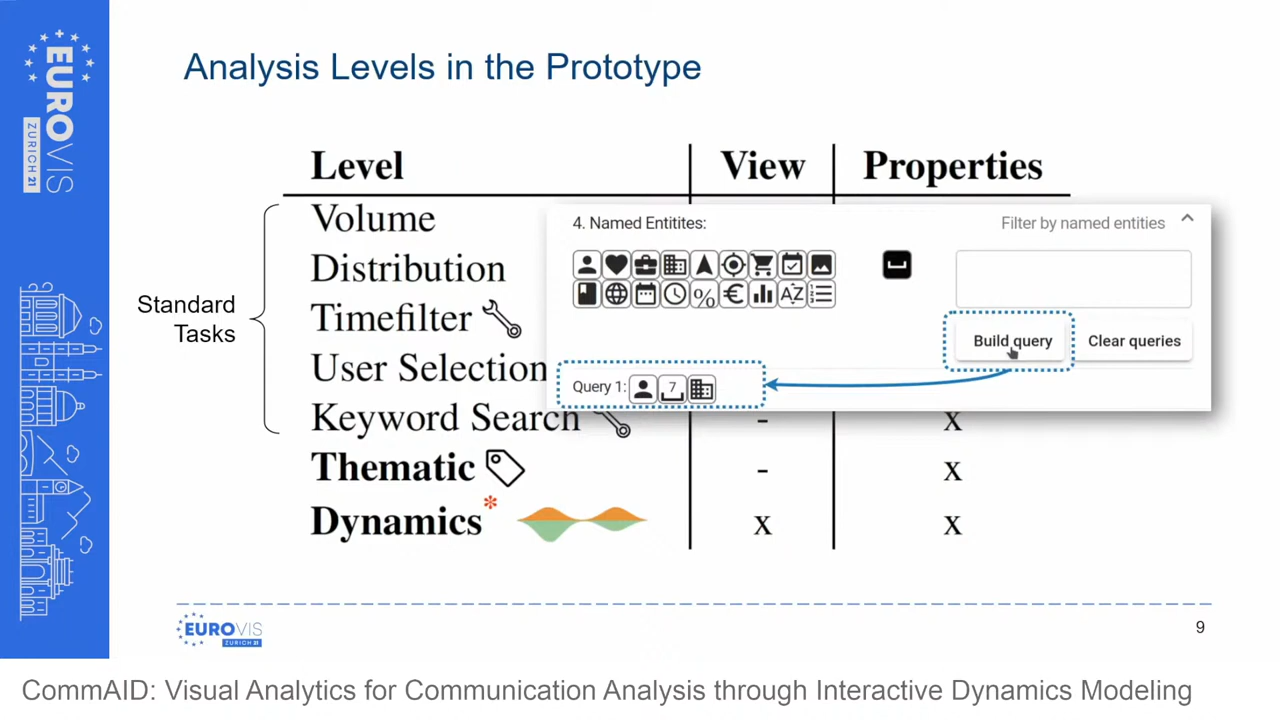 EUROVIS
ZURICH 21
Analysis Levels in the Prototype
Level View Properties
Standard
Tasks
Volume
Distribution
Timefilter
User Selection
Keyword Search - x
Thematic - x
Dynamics* x x
4. Named Entitites: Filter by named entities
% € AZ
Build query Clear queries
Query 1: 7
EUROVIS
ZURICH 21
9
CommAID: Visual Analytics for Communication Analysis through Interactive Dynamics Modeling